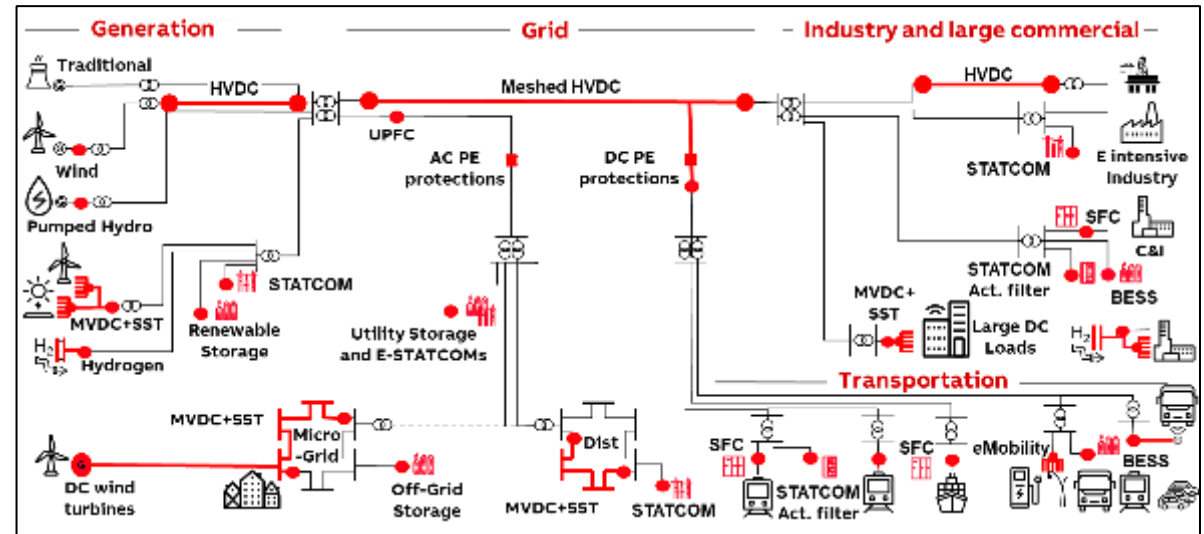 Generation
Grid
Industry and large commercial
Traditional
HVDC
Meshed HVDC
HVDC
UPFC
Wind
AC PE
protections
DC PE
protections
STATCOM
E intensive
Industry
Pumped Hydro
SFC
C&I
STATCOM
MVDC+SST
Renewable
Storage
Utility Storage
and E-STATCOMs
STATCOM
Act. filter
BESS
MVDC+
SST
Large DC
Loads
H2
Hydrogen
H2
Transportation
MVDC+SST
Micro
-Grid
Dist
SFC
SFC
eMobility
BESS
G
DC wind
turbines
Off-Grid
Storage
MVDC+SST
STATCOM
STATCOM
Act. filter